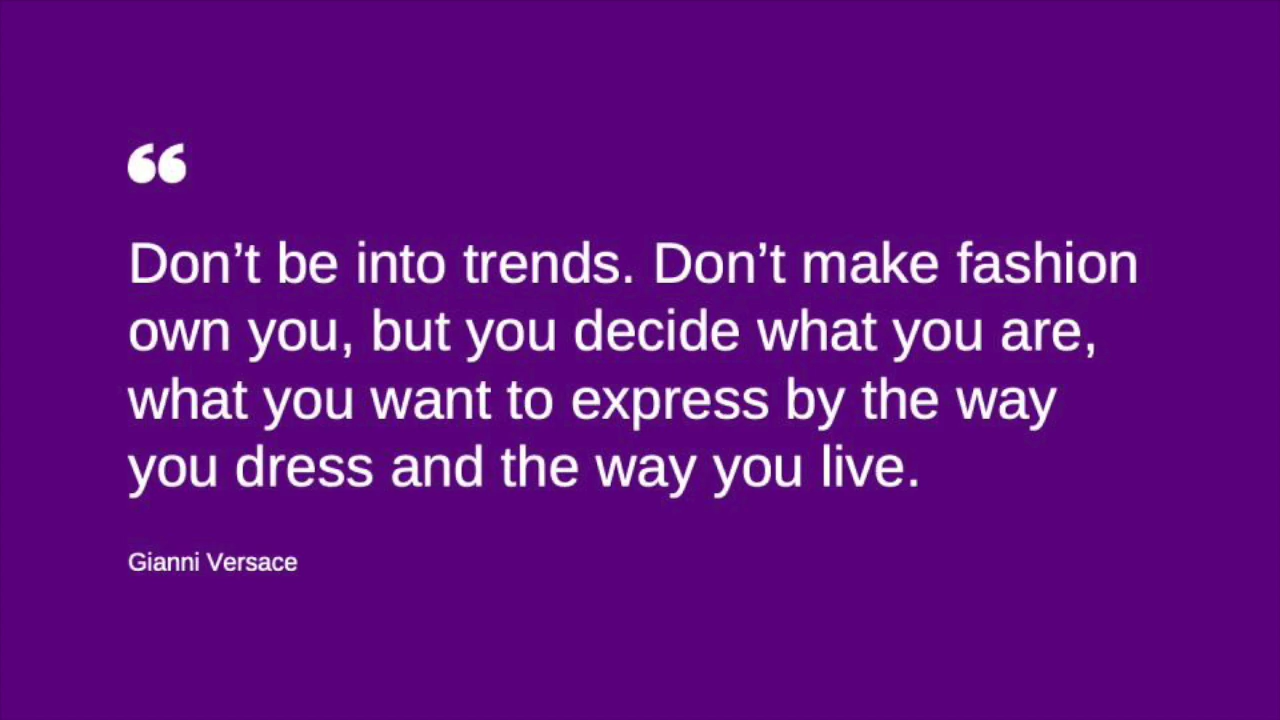 “
Don’t be into trends. Don’t make fashion
own you, but you decide what you are,
what you want to express by the way
you dress and the way you live.
Gianni Versace